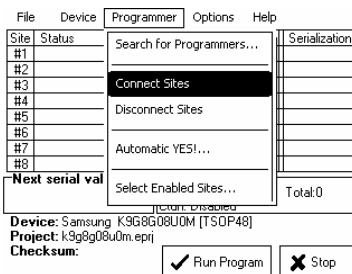 File Device Programmer Options Help
Site Status Serialization
Search for Programmers...
#1
#2
#3 Connect Sites
#4
#5 Disconnect Sites
#6
#7 Automatic YES!...
#8
Next serial val
Select Enabled Sites...
Total:0
Disabled
Device: Samsung K9G8G08U0M [TSOP48]
Project: k9g8g08u0m.eprj
Checksum:
Run Program Stop